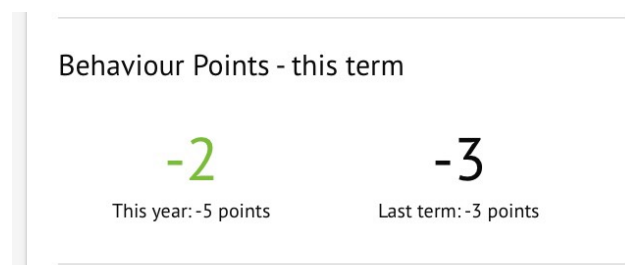 Behaviour Points - this term
-2
-3
This year: -5 points
Last term: -3 points